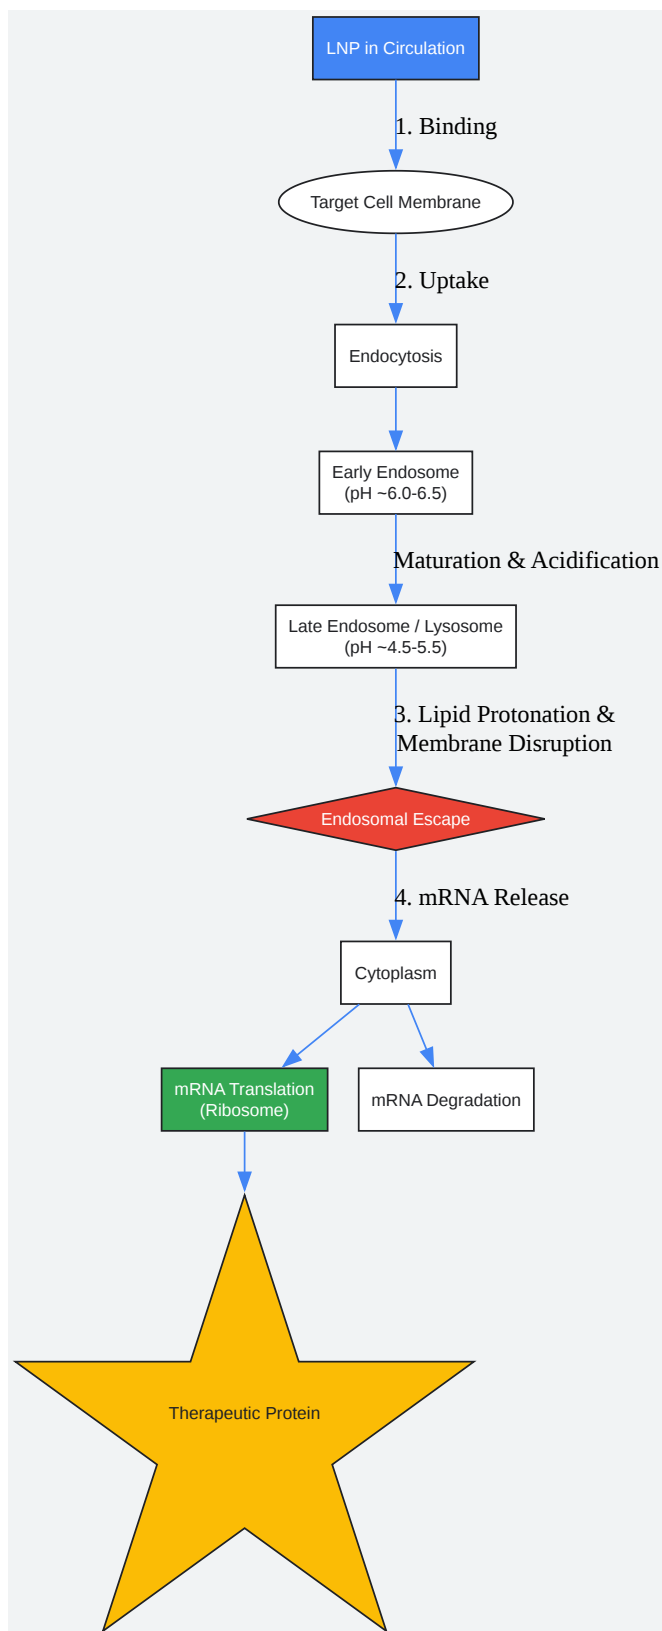 LNP in Circulation
1. Binding
Target Cell Membrane
2. Uptake
Endocytosis
Early Endosome
(pH ~6.0-6.5)
Maturation & Acidification
Late Endosome / Lysosome
(pH ~4.5-5.5)
3. Lipid Protonation &
Membrane Disruption
Endosomal Escape
4. mRNA Release
Cytoplasm
mRNA Translation
(Ribosome)
mRNA Degradation
Therapeutic Protein